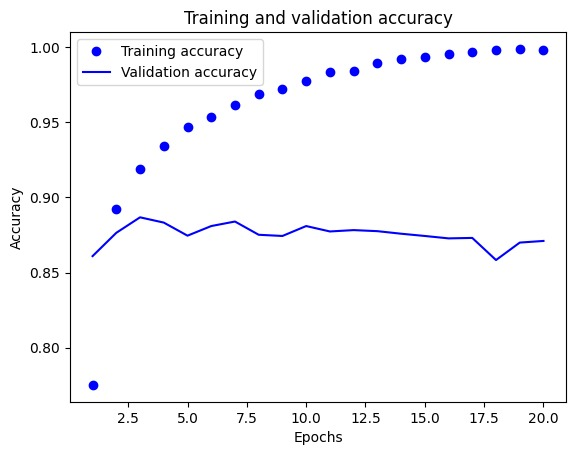 Training and validation accuracy
Training accuracy
Validation accuracy
1.00
0.95
0.90
0.85
0.80
Accuracy
2.5 5.0 7.5 10.0 12.5 15.0 17.5 20.0
Epochs